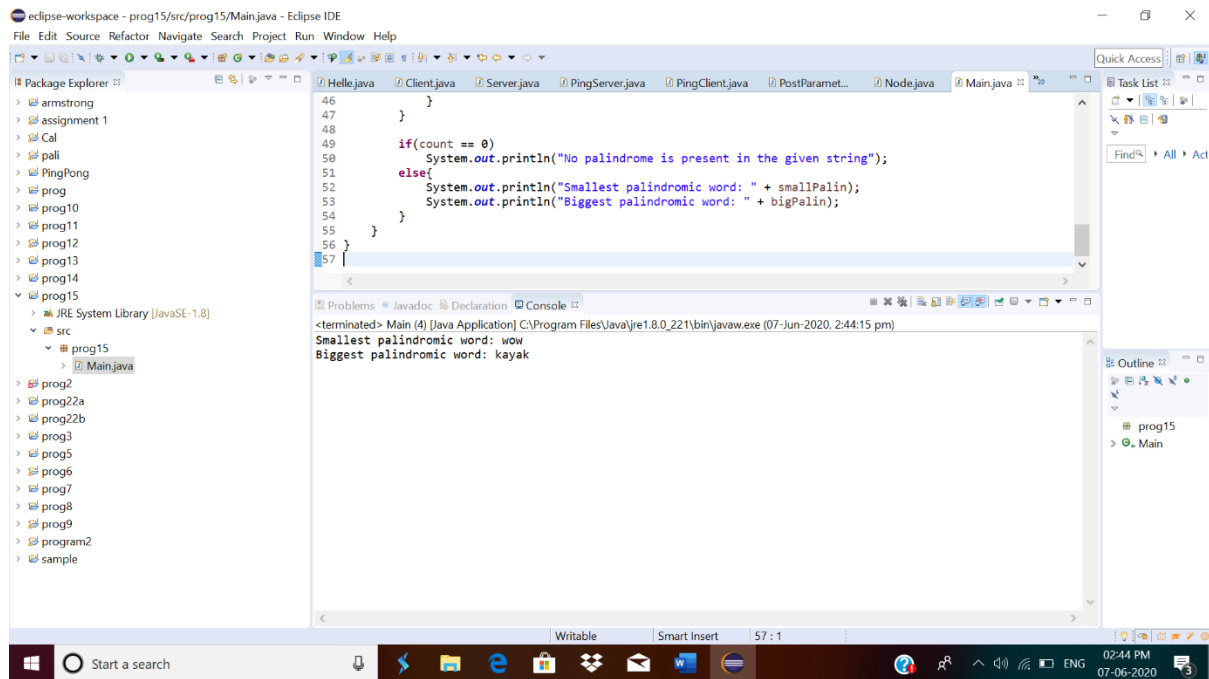 eclipse-workspace - prog15/src/prog15/Main.java - Eclipse IDE
File Edit Source Refactor Navigate Search Project Run Window Help
Quick Access
Package Explorer
armstrong
assignment 1
Cal
pali
PingPong
prog
prog10
prog11
prog12
prog13
prog14
prog15
JRE System Library [JavaSE-1.8]
src
prog15
Main.java
prog2
prog22a
prog22b
prog3
prog5
prog6
prog7
prog8
prog9
program2
sample
Helle.java Client.java Server.java PingServer.java PingClient.java PostParamet... Node.java Main.java »20
46 }
47 }
48
49 if(count == 0)
50 System.out.println("No palindrome is present in the given string");
51 else{
52 System.out.println("Smallest palindromic word: " + smallPalin);
53 System.out.println("Biggest palindromic word: " + bigPalin);
54 }
55 }
56 }
57
Problems Javadoc Declaration Console
<terminated> Main (4) [Java Application] C:\Program Files\Java\jre1.8.0_221\bin\javaw.exe (07-Jun-2020, 2:44:15 pm)
Smallest palindromic word: wow
Biggest palindromic word: kayak
Task List
Find All Act
Outline
prog15
Main
Writable Smart Insert 57 : 1
Start a search
ENG
02:44 PM
07-06-2020
3